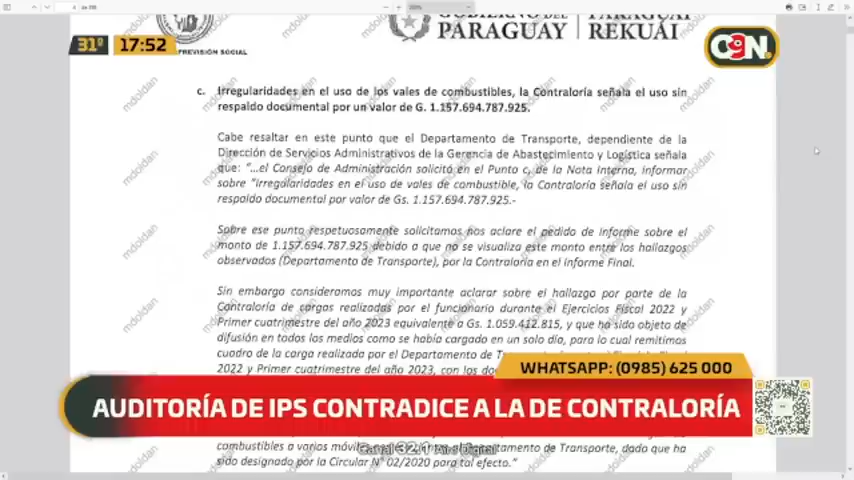 GOBIERNO DEL
PARAGUAY
PARAGUÁI
REKUÁI
31º
17:52
PREVISIÓN SOCIAL
C9N.
c. Irregularidades en el uso de los vales de combustibles, la Contraloría señala el uso sin
respaldo documental por un valor de G. 1.157.694.787.925.
Cabe resaltar en este punto que el Departamento de Transporte, dependiente de la
Dirección de Servicios Administrativos de la Gerencia de Abastecimiento y Logística señala
que: "...el Consejo de Administración solicita en el Punto c, de la Nota Interna, informar
sobre "Irregularidades en el uso de vales de combustible, la Contraloría señala el uso sin
respaldo documental por valor de Gs. 1.157.694.787.925.-
Sobre ese punto respetuosamente solicitamos nos aclare el pedido de Informe sobre el
monto de 1.157.694.787.925 debido a que no se visualiza este monto entre los hallazgos
observados (Departamento de Transporte), por la Contraloría en el Informe Final.
Sin embargo consideramos muy importante aclarar sobre el hallazgo por parte de la
Contraloría de cargas realizadas por el funcionario durante el Ejercicios Fiscal 2022 y
Primer cuatrimestre del año 2023 equivalente a Gs. 1.059.412.815, y que ha sido objeto de
difusión en todos los medios como se había cargado en un solo día, para lo cual remitimos
cuadro de la carga realizada por el Departamento de
2022 y Primer cuatrimestre del año 2023, con los
WHATSAPP: (0985) 625 000
AUDITORÍA DE IPS CONTRADICE A LA DE CONTRALORÍA
combustibles a varios móviles
Departamento de Transporte, dado que ha
Canal 32.1 Aire Digital
sido designado por la Circular N° 02/2020 para tal efecto."
mdoldan